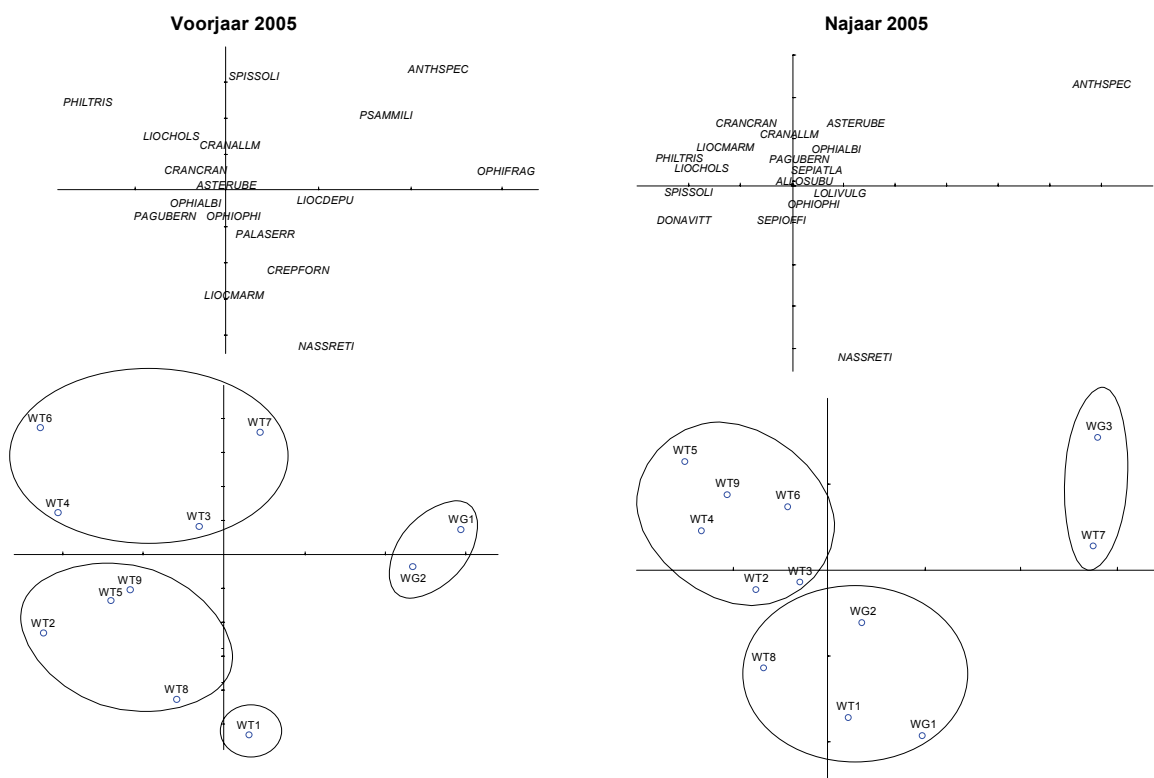 Voorjaar 2005
SPISSOLI
ANTHSPEC
PHILTRIS
PSAMMILI
LIOCHOLS
CRANALLM
CRANCRAN
OPHIFRAG
ASTERUBE
LIOCDEPU
OPHIALBI
PAGUBERN OPHIOPHI
PALASERR
CREPFORN
LIOCMARM
NASSRETI
WT6
WT7
WT4
WT3
WG1
WG2
WT9
WT5
WT2
WT8
WT1
Najaar 2005
ANTHSPEC
CRANCRAN
ASTERUBE
CRANALLM
LIOCMARM
OPHIALBI
PHILTRIS
PAGUBERN
LIOCHOLS
SEPIATLA
ALLOSUBU
SPISSOLI
LOLIVULG
OPHIOPHI
DONAVITT
SEPIOFFI
NASSRETI
WG3
WT5
WT9
WT6
WT4
WT7
WT3
WT2
WG2
WT8
WT1
WG1